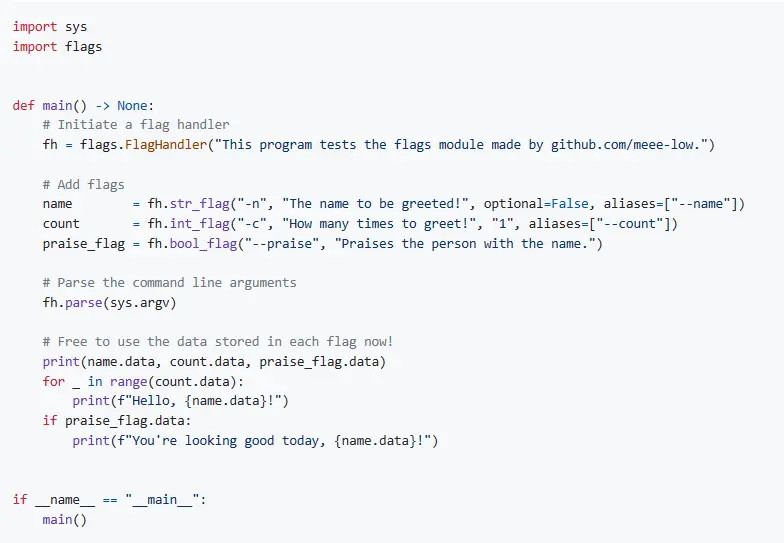 import sys
import flags
def main() -> None:
    # Initiate a flag handler
    fh = flags.FlagHandler("This program tests the flags module made by github.com/meee-low.")
    # Add flags
    name        = fh.str_flag("-n", "The name to be greeted!", optional=False, aliases=["--name"])
    count       = fh.int_flag("-c", "How many times to greet!", "1", aliases=["--count"])
    praise_flag = fh.bool_flag("--praise", "Praises the person with the name.")
    # Parse the command line arguments
    fh.parse(sys.argv)
    # Free to use the data stored in each flag now!
    print(name.data, count.data, praise_flag.data)
    for _ in range(count.data):
        print(f"Hello, {name.data}!")
    if praise_flag.data:
        print(f"You're looking good today, {name.data}!")
if __name__ == "__main__":
    main()